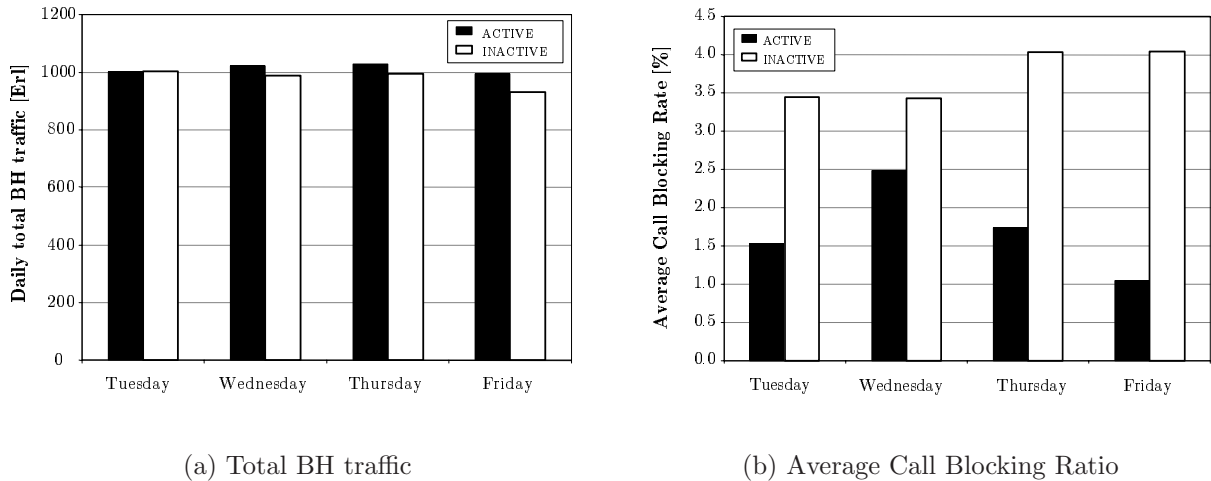 Daily total BH traffic [Erl]
1200
1000
800
600
400
200
0
ACTIVE
INACTIVE
Tuesday Wednesday Thursday Friday
(a) Total BH traffic
Average Call Blocking Rate [%]
4.5
4.0
3.5
3.0
2.5
2.0
1.5
1.0
0.5
0.0
ACTIVE
INACTIVE
Tuesday Wednesday Thursday Friday
(b) Average Call Blocking Ratio